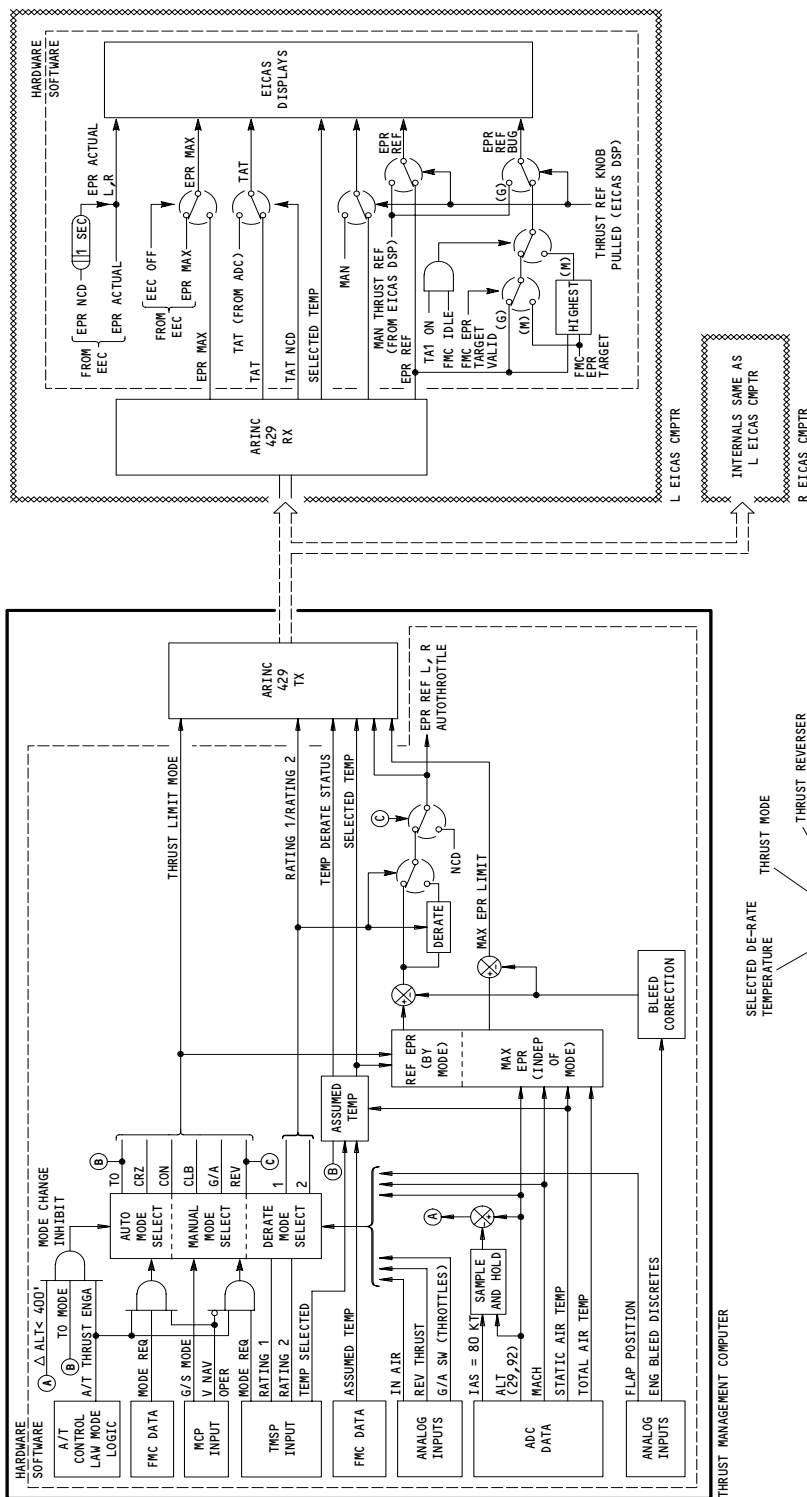 HARDWARE
SOFTWARE
A/T
CONTROL
LAW MODE
LOGIC
FMC DATA
MCP
INPUT
TMSP
INPUT
FMC DATA
ANALOG
INPUTS
ADC
DATA
ANALOG
INPUTS
A
△ ALT< 400'
B
TO MODE
A/T THRUST ENGA
MODE REQ
G/S MODE
V NAV
OPER
MODE REQ
RATING 1
RATING 2
TEMP SELECTED
ASSUMED TEMP
IN AIR
REV THRUST
G/A SW (THROTTLES)
IAS = 80 KT
ALT
(29,92)
MACH
STATIC AIR TEMP
TOTAL AIR TEMP
FLAP POSITION
ENG BLEED DISCRETES
MODE CHANGE
INHIBIT
AUTO
MODE
SELECT
MANUAL
MODE
SELECT
DERATE
MODE
SELECT
B
TO
CRZ
CON
CLB
G/A
REV
C
1
2
B
ASSUMED
TEMP
SAMPLE
AND HOLD
A
-
+
REF EPR
(BY
MODE)
MAX
EPR
(INDEP
OF
MODE)
BLEED
CORRECTION
+
-
+
-
DERATE
C
NCD
MAX EPR LIMIT
THRUST LIMIT MODE
RATING 1/RATING 2
TEMP DERATE STATUS
SELECTED TEMP
EPR REF L, R
AUTOTHROTTLE
ARINC
429
TX
THRUST MANAGEMENT COMPUTER
SELECTED DE-RATE
TEMPERATURE
THRUST MODE
THRUST REVERSER
HARDWARE
SOFTWARE
ARINC
429
RX
FROM
EEC
EPR NCD
EPR ACTUAL
1 SEC
EPR ACTUAL
L,R
FROM
EEC
EEC OFF
EPR MAX
EPR MAX
EPR MAX
TAT (FROM ADC)
TAT
TAT
TAT NCD
SELECTED TEMP
MAN
MAN THRUST REF
(FROM EICAS DSP)
EPR REF
EPR
REF
TA1 ON
FMC IDLE
FMC EPR
TARGET
VALID
(G)
(M)
(G)
(M)
HIGHEST
FMC
EPR
TARGET
EPR
REF
BUG
THRUST REF KNOB
PULLED (EICAS DSP)
EICAS
DISPLAYS
L EICAS CMPTR
INTERNALS SAME AS
L EICAS CMPTR
R EICAS CMPTR